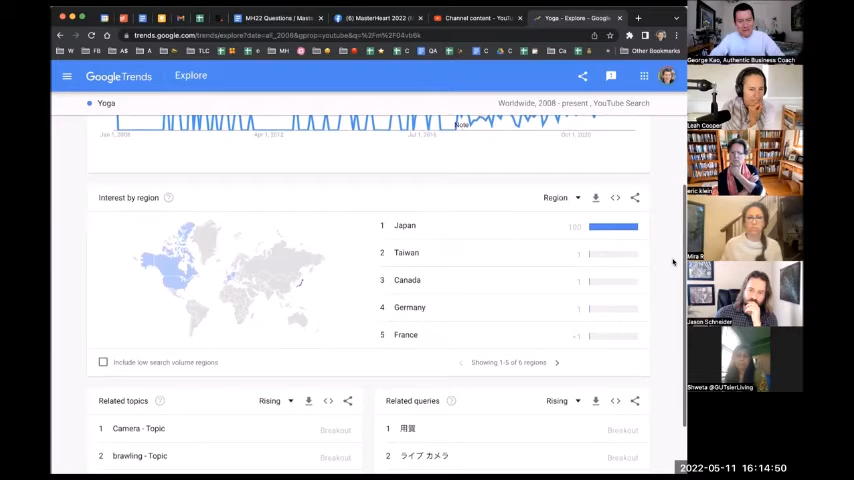 MH22 Questions / Maste
(6) MasterHeart 2022 (
Channel content - YouTu
Yoga - Explore - Google
trends.google.com/trends/explore?date=all_2008&gprop=youtube&q=%2Fm%2F04vb6k
W
FB
A$
TLC
MH
QA
C
G
Ca
Other Bookmarks
Google Trends Explore
Yoga
Worldwide, 2008 - present , YouTube Search
Note
Jan 1, 2008
Apr 1, 2012
Jul 1, 2016
Oct 1, 2020
Interest by region
Region
1 Japan 100
2 Taiwan 1
3 Canada 1
4 Germany 1
5 France <1
Include low search volume regions
Showing 1-5 of 6 regions
Related topics
Rising
1 Camera - Topic Breakout
2 brawling - Topic Breakout
Related queries
Rising
1 用賀 Breakout
2 ライブ カメラ Breakout
George Kao, Authentic Business Coach
Leah Cooper
eric klein
Mira R
Jason Schneider
Shweta @GUTsierLiving
2022-05-11 16:14:50